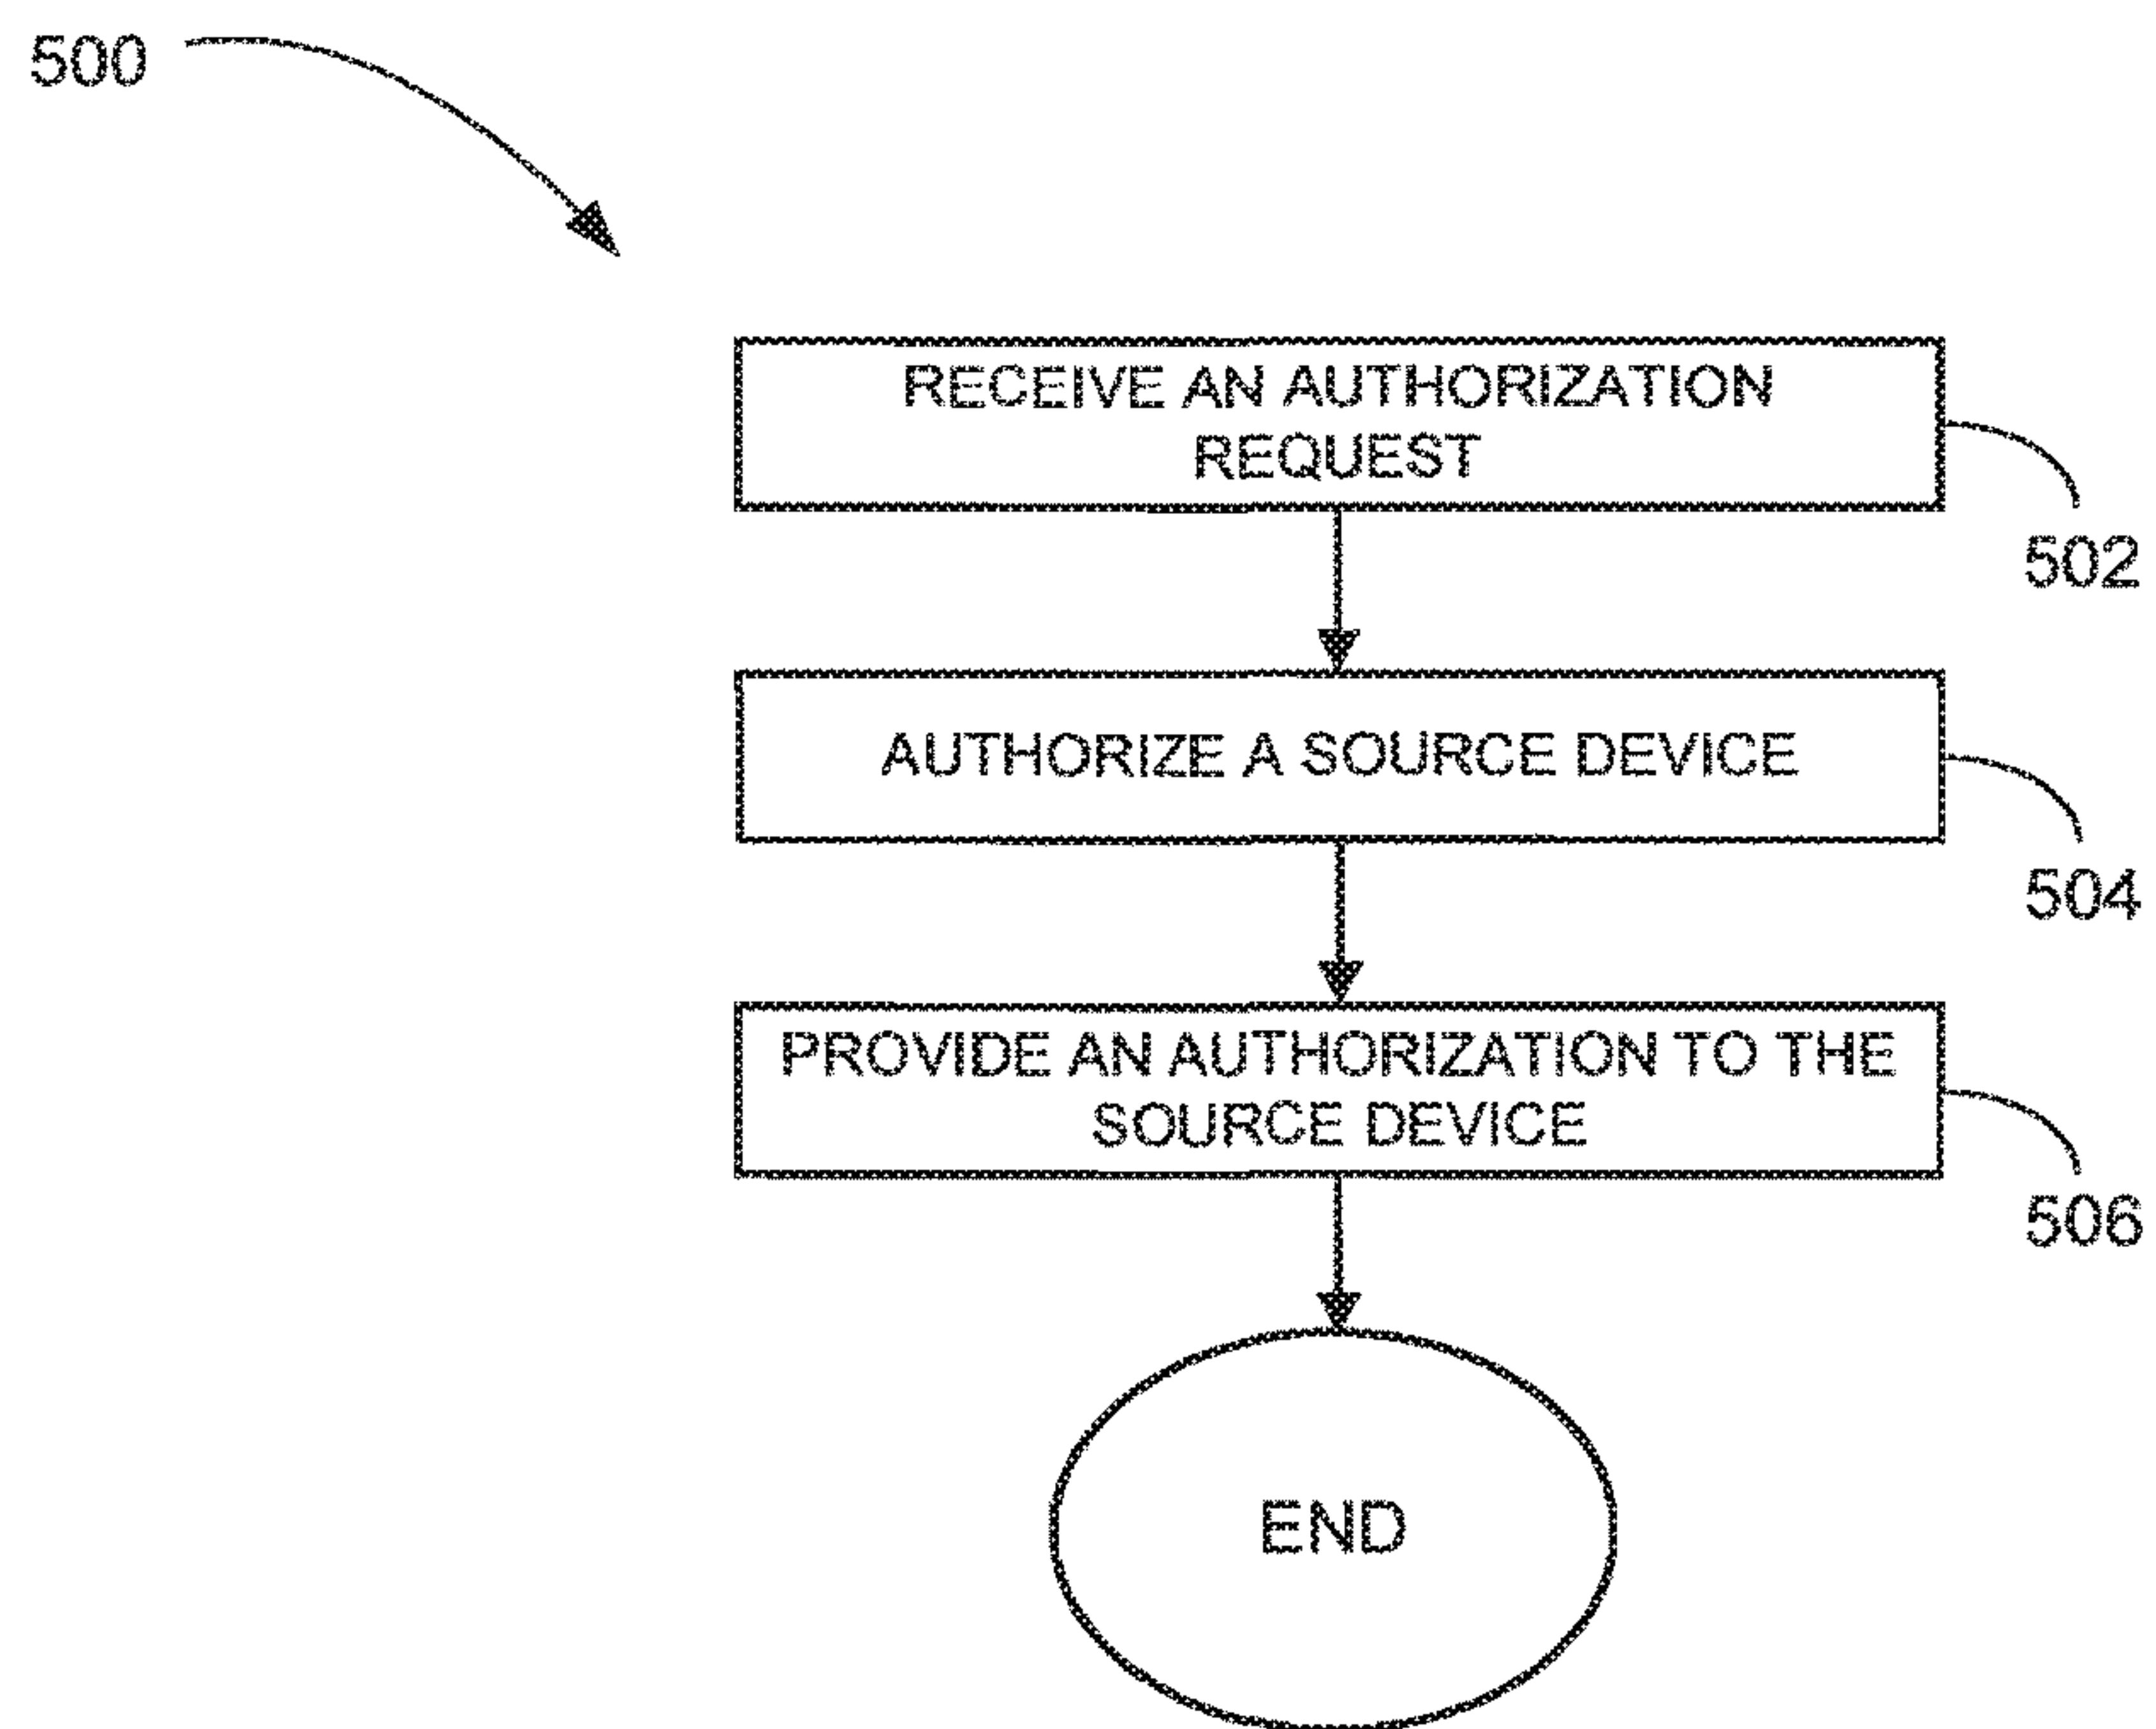 500
RECEIVE AN AUTHORIZATION
REQUEST
502
AUTHORIZE A SOURCE DEVICE
504
PROVIDE AN AUTHORIZATION TO THE
SOURCE DEVICE
506
END